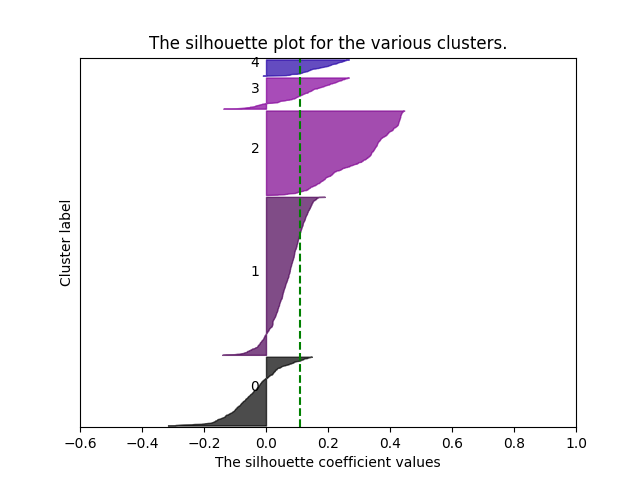 The silhouette plot for the various clusters.
4
3
2
1
0
Cluster label
−0.6 −0.4 −0.2 0.0 0.2 0.4 0.6 0.8 1.0
The silhouette coefficient values